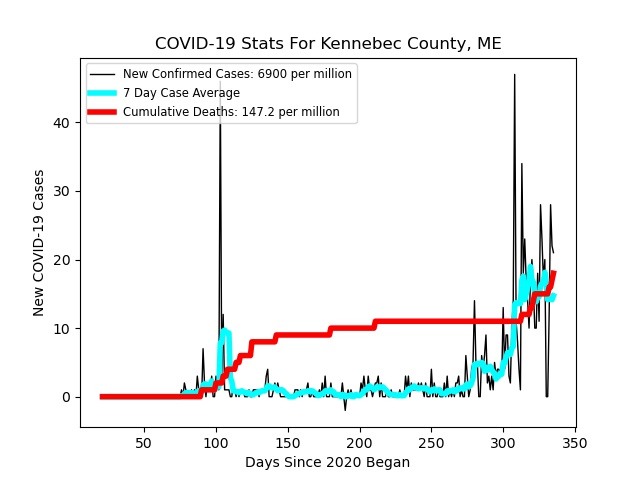 COVID-19 Stats For Kennebec County, ME
New Confirmed Cases: 6900 per million
7 Day Case Average
Cumulative Deaths: 147.2 per million
New COVID-19 Cases
40
30
20
10
0
50 100 150 200 250 300 350
Days Since 2020 Began